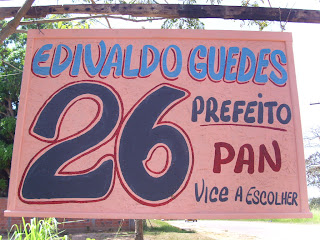 EDIVALDO GUEDES
26
PREFEITO
PAN
VICE A ESCOLHER